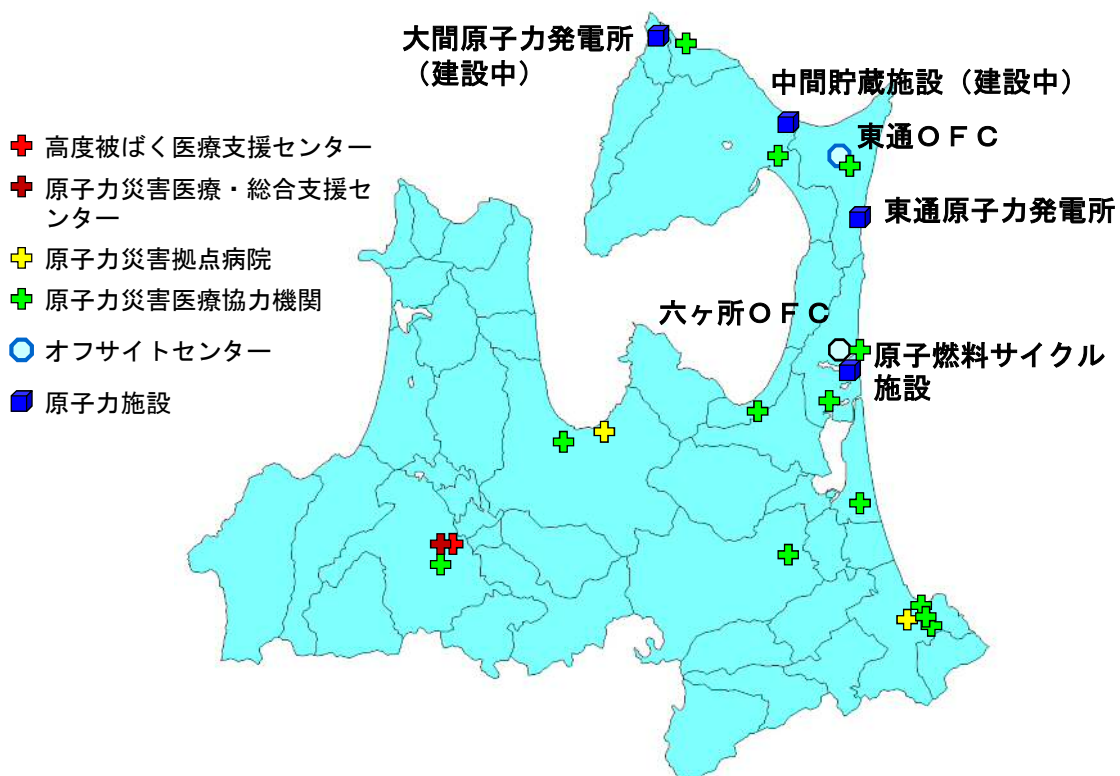 大間原子力発電所
（建設中）
中間貯蔵施設（建設中）
東通ＯＦＣ
東通原子力発電所
六ヶ所ＯＦＣ
原子燃料サイクル
施設
高度被ばく医療支援センター
原子力災害医療・総合支援セ
ンター
原子力災害拠点病院
原子力災害医療協力機関
オフサイトセンター
原子力施設